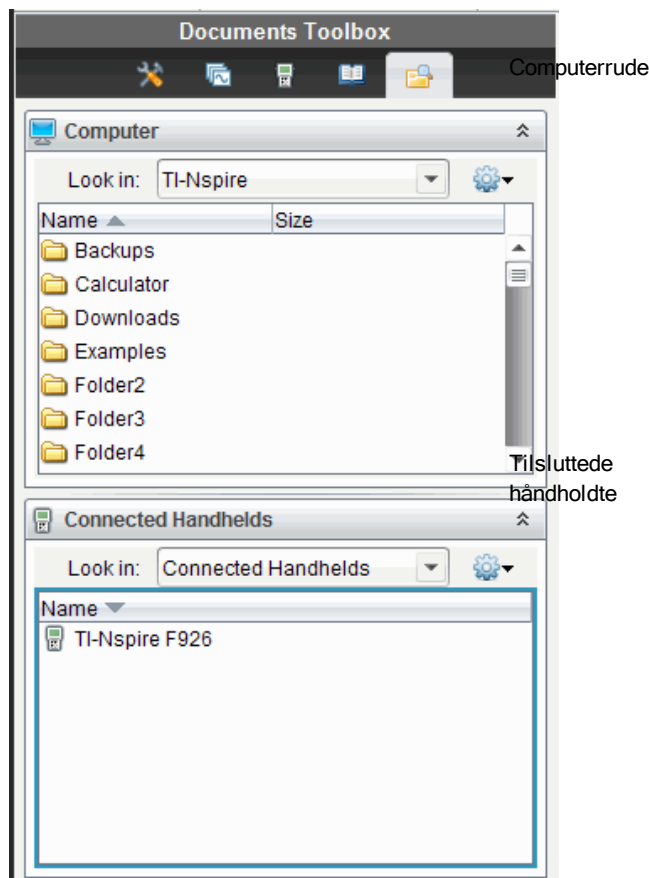 Documents Toolbox
Computerrude
Computer
Look in: TI-Nspire
Name Size
Backups
Calculator
Downloads
Examples
Folder2
Folder3
Folder4
Tilsluttede
håndholdte
Connected Handhelds
Look in: Connected Handhelds
Name
TI-Nspire F926